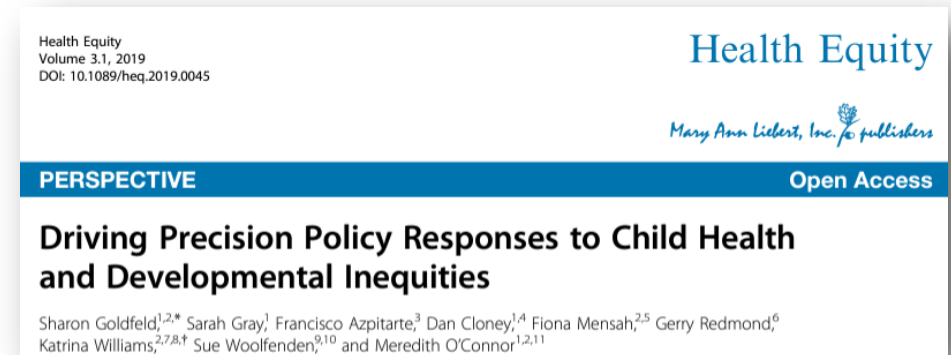 Health Equity
Volume 3.1, 2019
DOI: 10.1089/heq.2019.0045
Health Equity
Mary Ann Liebert, Inc. publishers
PERSPECTIVE Open Access
Driving Precision Policy Responses to Child Health
and Developmental Inequities
Sharon Goldfeld,1,2,* Sarah Gray,1 Francisco Azpitarte,3 Dan Cloney,1,4 Fiona Mensah,2,5 Gerry Redmond,6
Katrina Williams,2,7,8,† Sue Woolfenden,9,10 and Meredith O'Connor1,2,11